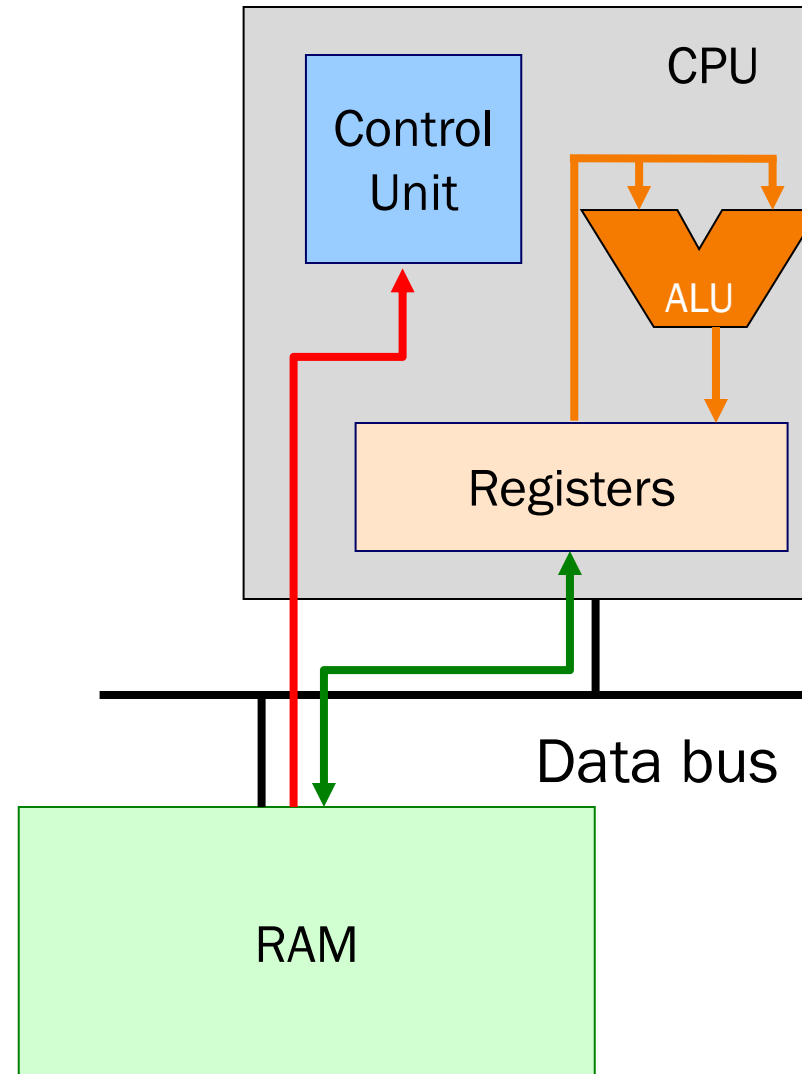 CPU
Control
Unit
ALU
Registers
Data bus
RAM